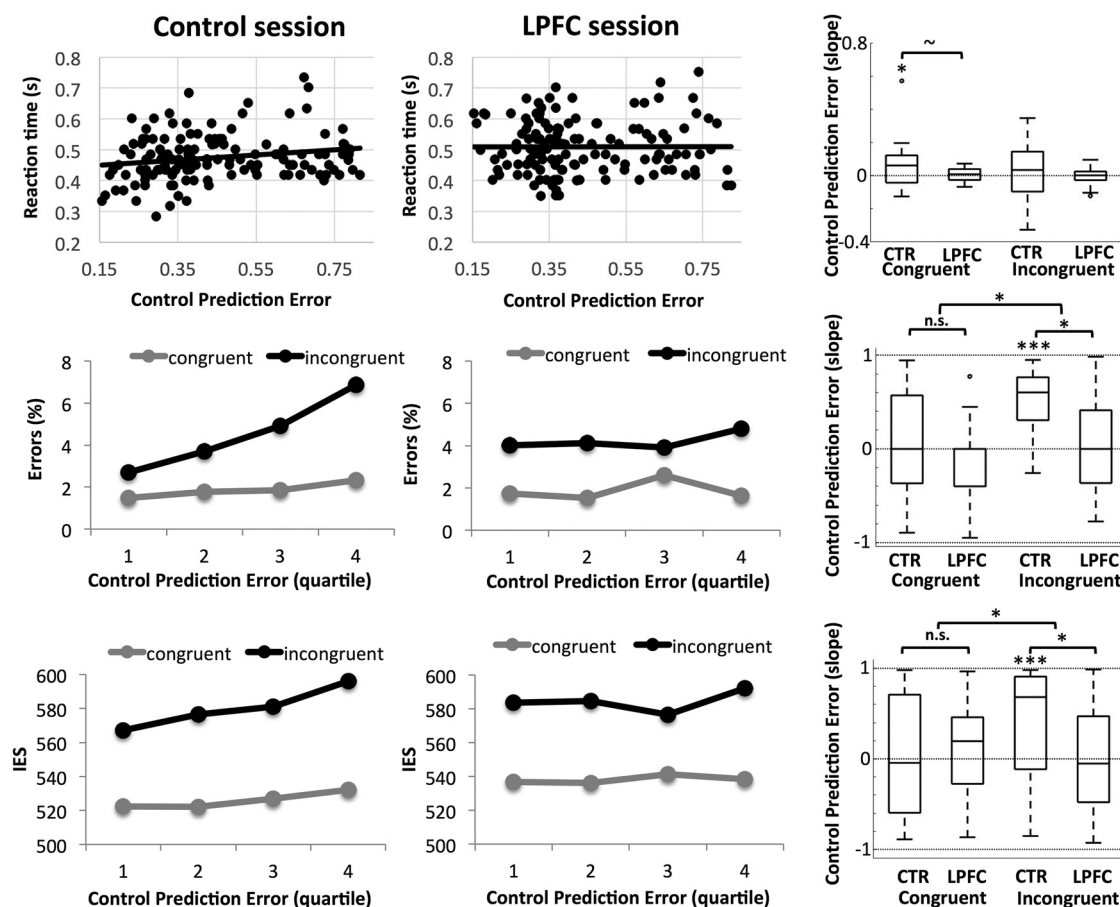 Control session
LPFC session
Reaction time (s)
0.8
0.7
0.6
0.5
0.4
0.3
0.2
0.15 0.35 0.55 0.75
Control Prediction Error
Reaction time (s)
0.8
0.7
0.6
0.5
0.4
0.3
0.2
0.15 0.35 0.55 0.75
Control Prediction Error
Control Prediction Error (slope)
0.8
0
-0.4
* ~
CTR LPFC CTR LPFC
Congruent Incongruent
congruent incongruent
Errors (%)
8
6
4
2
0
1 2 3 4
Control Prediction Error (quartile)
congruent incongruent
Errors (%)
8
6
4
2
0
1 2 3 4
Control Prediction Error (quartile)
*
n.s. *
***
Control Prediction Error (slope)
1
0
-1
CTR LPFC CTR LPFC
Congruent Incongruent
congruent incongruent
IES
600
580
560
540
520
500
1 2 3 4
Control Prediction Error (quartile)
congruent incongruent
IES
600
580
560
540
520
500
1 2 3 4
Control Prediction Error (quartile)
*
n.s. *
***
Control Prediction Error (slope)
1
0
-1
CTR LPFC CTR LPFC
Congruent Incongruent